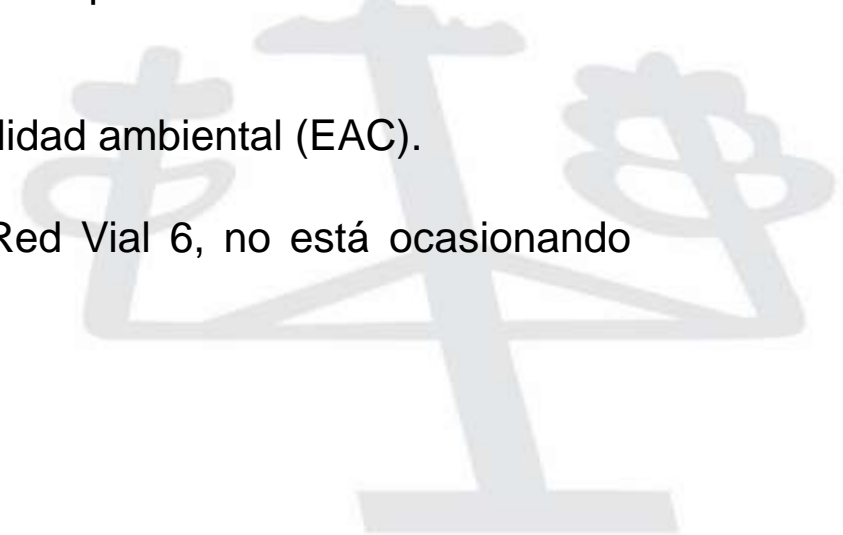 lidad ambiental (EAC).
Red Vial 6, no está ocasionando